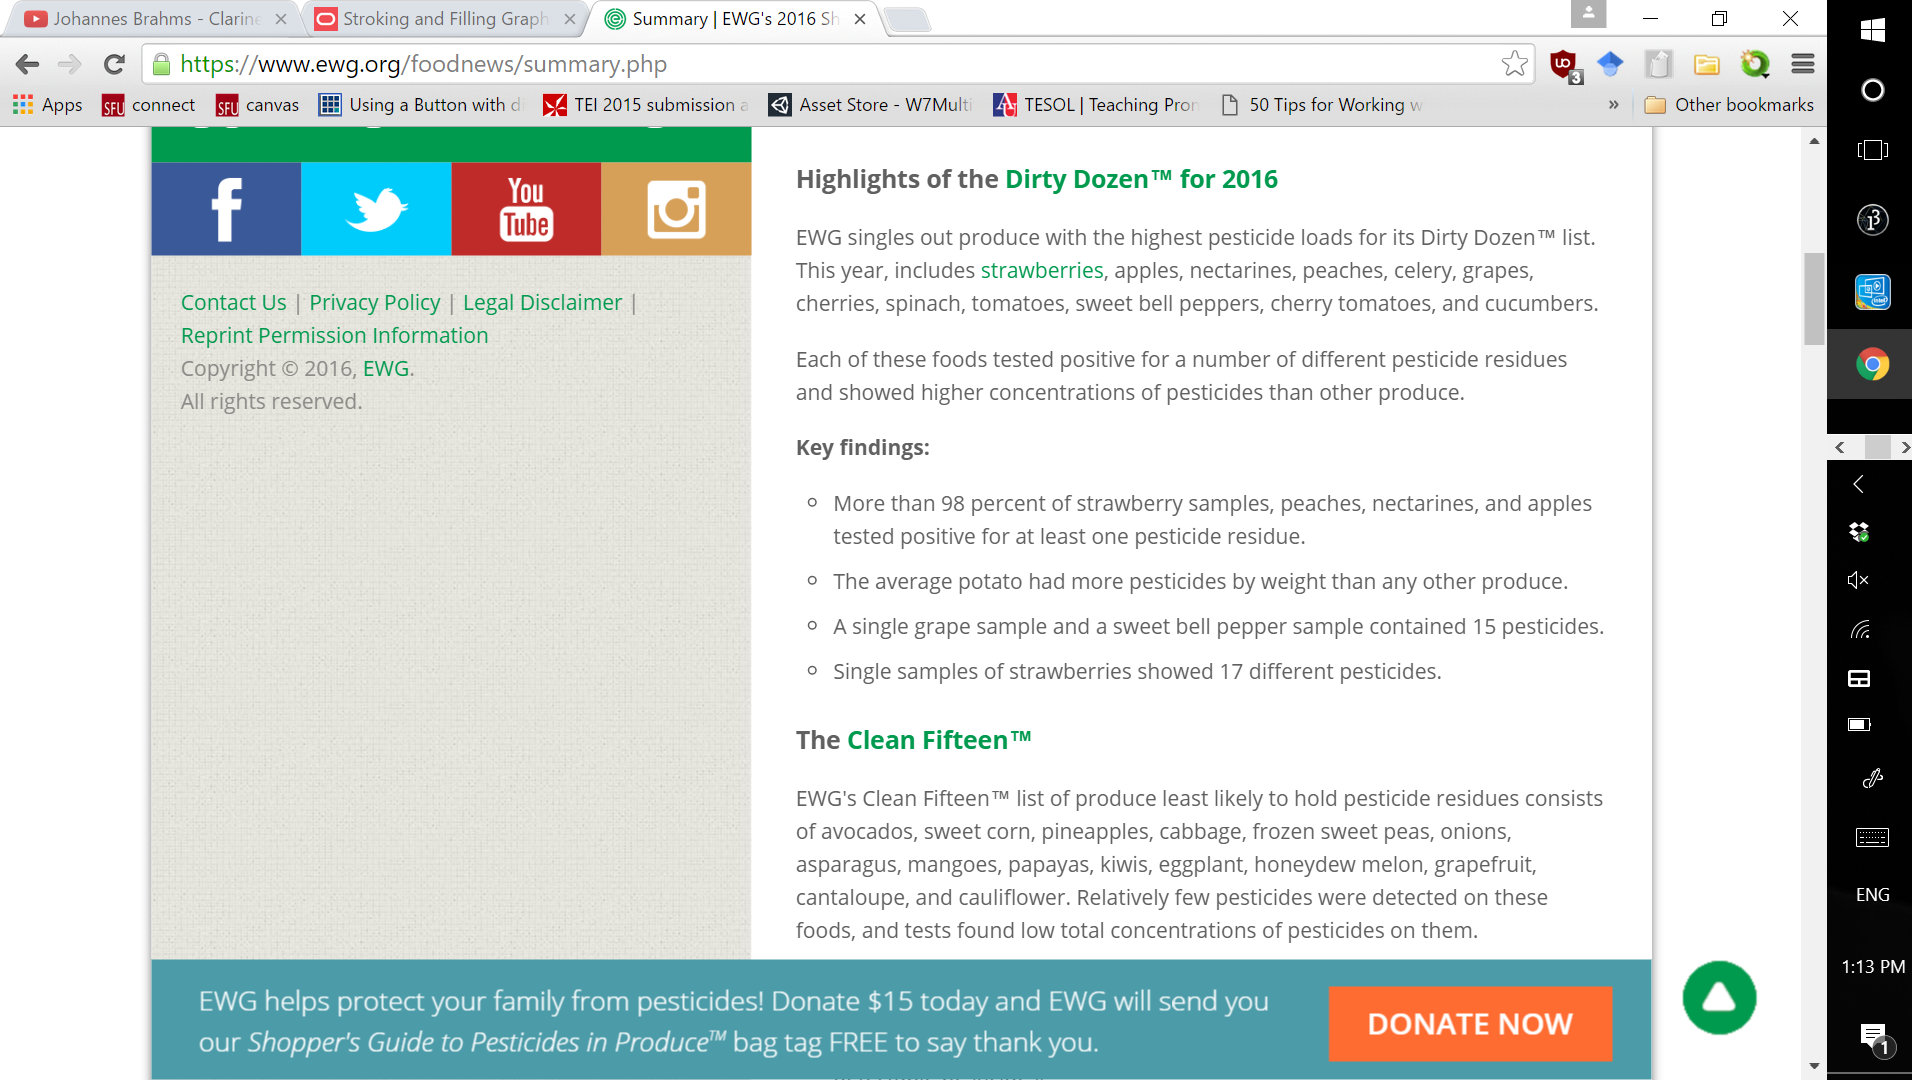 Johannes Brahms - Clarine
Stroking and Filling Graph
Summary | EWG's 2016 Sh
https://www.ewg.org/foodnews/summary.php
3
Apps
SFU connect
SFU canvas
Using a Button with d
TEI 2015 submission a
Asset Store - W7Multi
TESOL | Teaching Pron
50 Tips for Working w
»
Other bookmarks
You
Tube
Contact Us | Privacy Policy | Legal Disclaimer |
Reprint Permission Information
Copyright © 2016, EWG.
All rights reserved.
Highlights of the Dirty Dozen™ for 2016
EWG singles out produce with the highest pesticide loads for its Dirty Dozen™ list.
This year, includes strawberries, apples, nectarines, peaches, celery, grapes,
cherries, spinach, tomatoes, sweet bell peppers, cherry tomatoes, and cucumbers.
Each of these foods tested positive for a number of different pesticide residues
and showed higher concentrations of pesticides than other produce.
Key findings:
More than 98 percent of strawberry samples, peaches, nectarines, and apples
tested positive for at least one pesticide residue.
The average potato had more pesticides by weight than any other produce.
A single grape sample and a sweet bell pepper sample contained 15 pesticides.
Single samples of strawberries showed 17 different pesticides.
The Clean Fifteen™
EWG's Clean Fifteen™ list of produce least likely to hold pesticide residues consists
of avocados, sweet corn, pineapples, cabbage, frozen sweet peas, onions,
asparagus, mangoes, papayas, kiwis, eggplant, honeydew melon, grapefruit,
cantaloupe, and cauliflower. Relatively few pesticides were detected on these
foods, and tests found low total concentrations of pesticides on them.
EWG helps protect your family from pesticides! Donate $15 today and EWG will send you
our Shopper's Guide to Pesticides in Produce™ bag tag FREE to say thank you.
DONATE NOW
ENG
1:13 PM
1